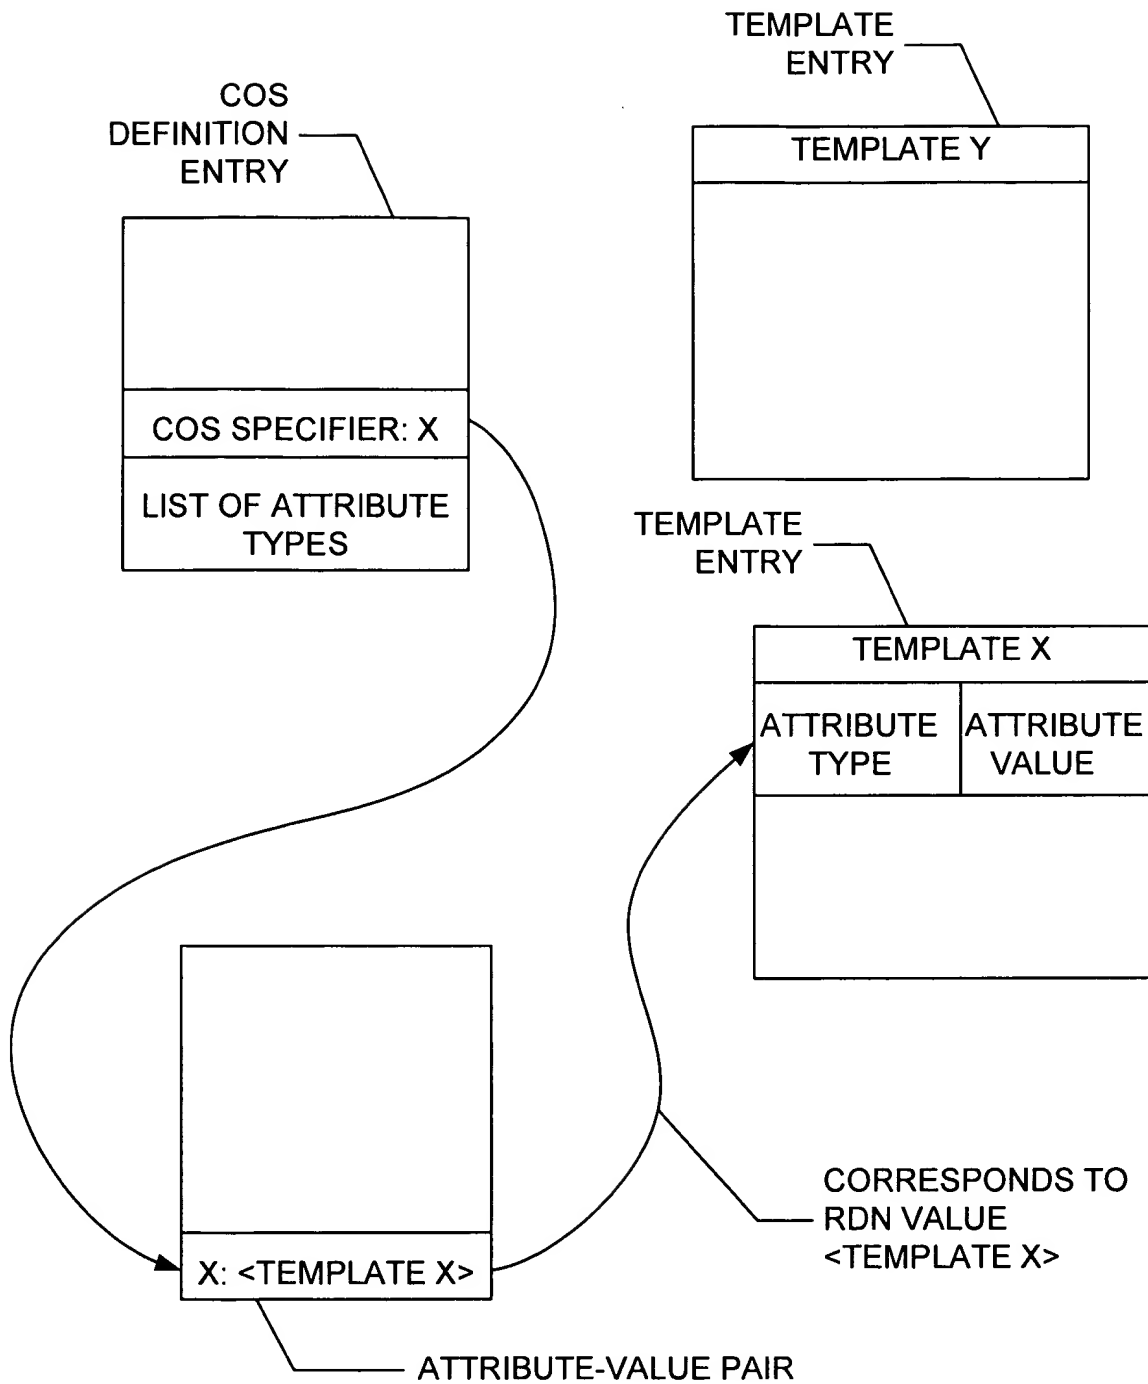 TEMPLATE
ENTRY
COS
DEFINITION
ENTRY
TEMPLATE Y
COS SPECIFIER: X
LIST OF ATTRIBUTE
TYPES
TEMPLATE
ENTRY
TEMPLATE X
ATTRIBUTE
TYPE
ATTRIBUTE
VALUE
CORRESPONDS TO
RDN VALUE
<TEMPLATE X>
X: <TEMPLATE X>
ATTRIBUTE-VALUE PAIR